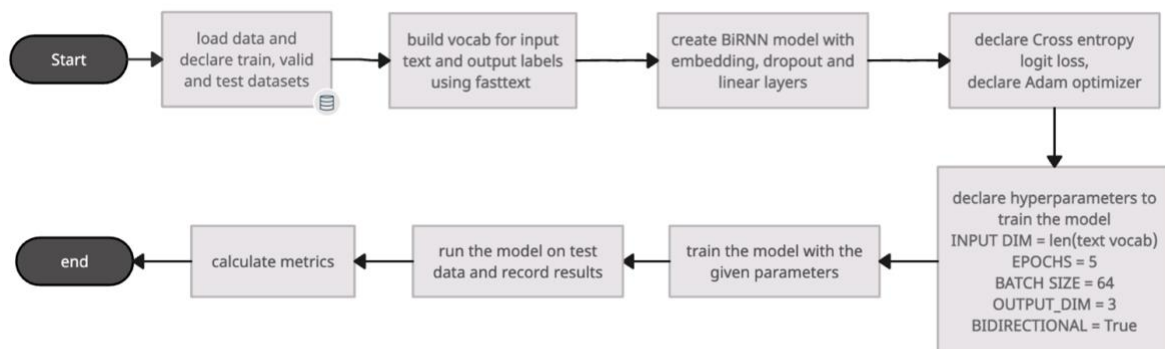 Start
load data and
declare train, valid
and test datasets
build vocab for input
text and output labels
using fasttext
create BiRNN model with
embedding, dropout and
linear layers
declare Cross entropy
logit loss,
declare Adam optimizer
declare hyperparameters to
train the model
INPUT DIM = len(text vocab)
EPOCHS = 5
BATCH SIZE = 64
OUTPUT_DIM = 3
BIDIRECTIONAL = True
train the model with the
given parameters
run the model on test
data and record results
calculate metrics
end